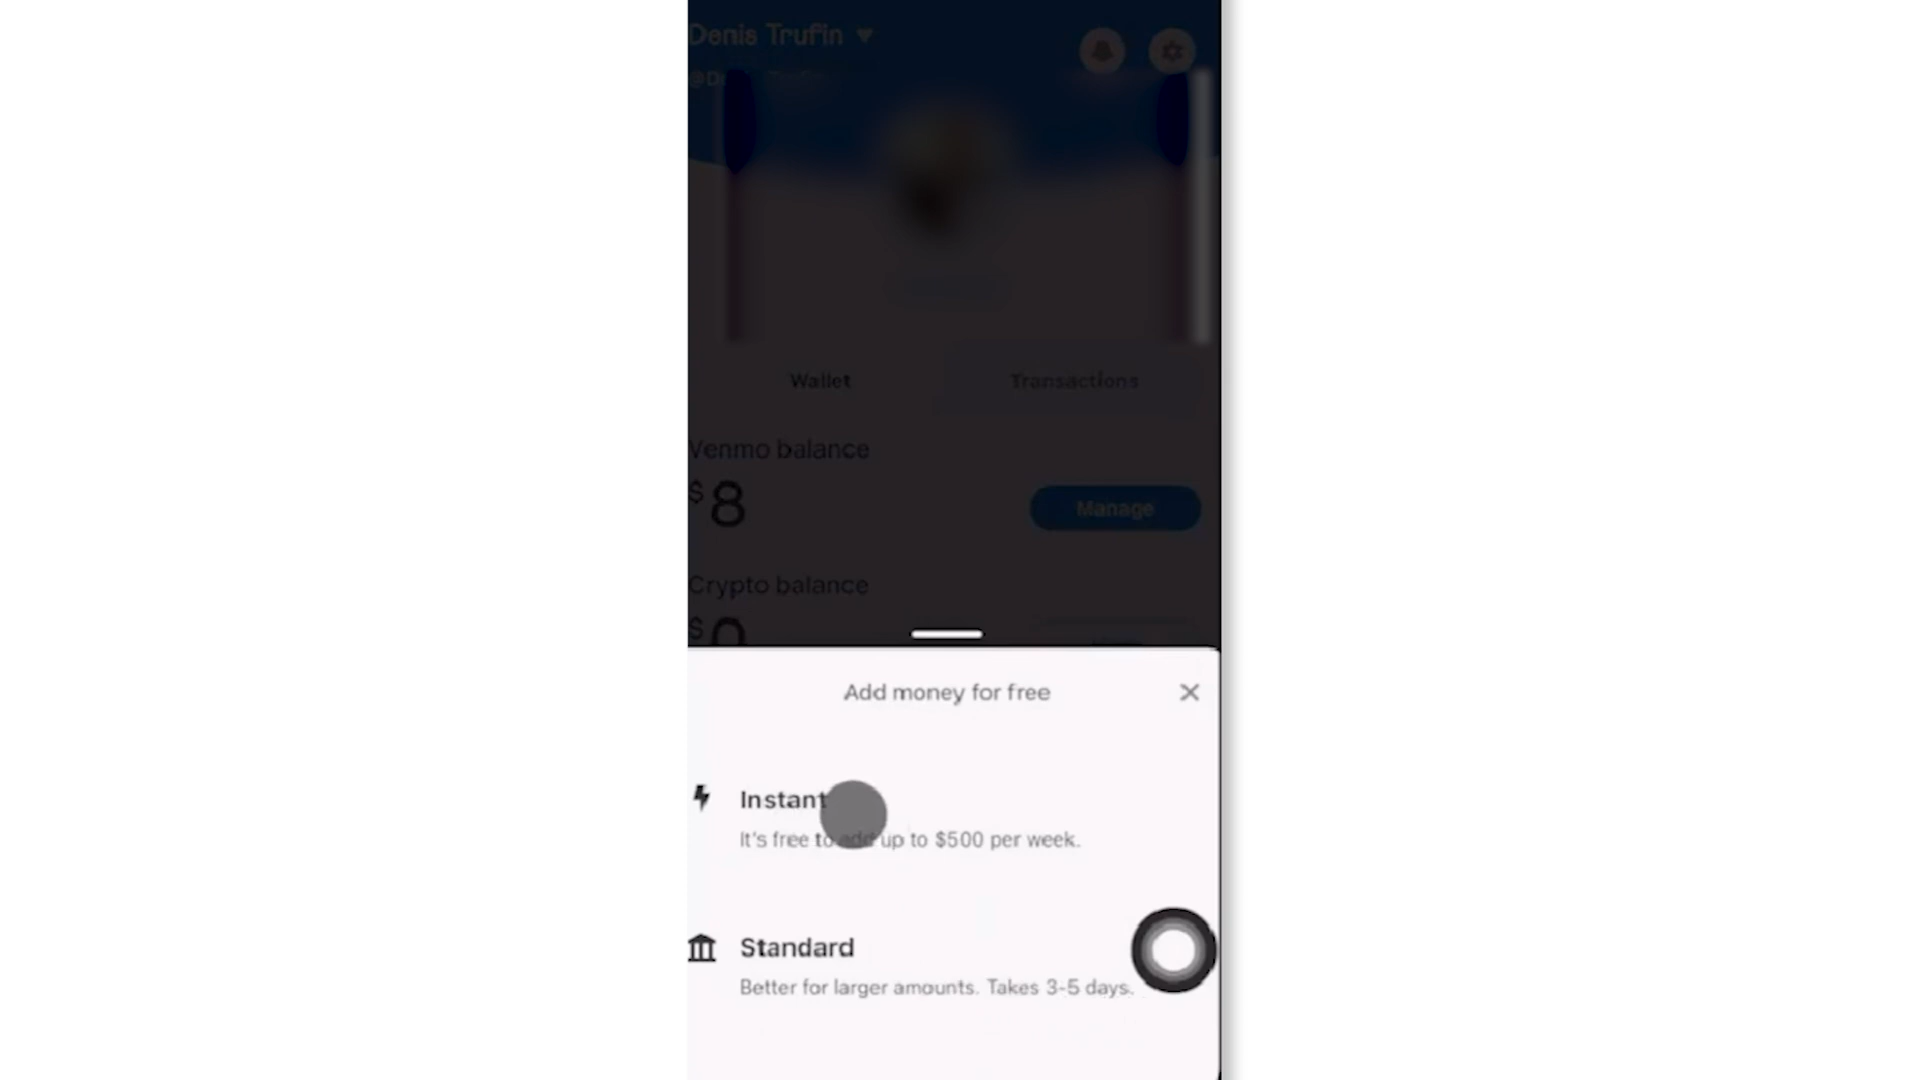 Denis Trufin
Wallet
Transactions
Venmo balance
$8
Manage
Crypto balance
$0
Add money for free
Instant
It's free to add up to $500 per week.
Standard
Better for larger amounts. Takes 3-5 days.